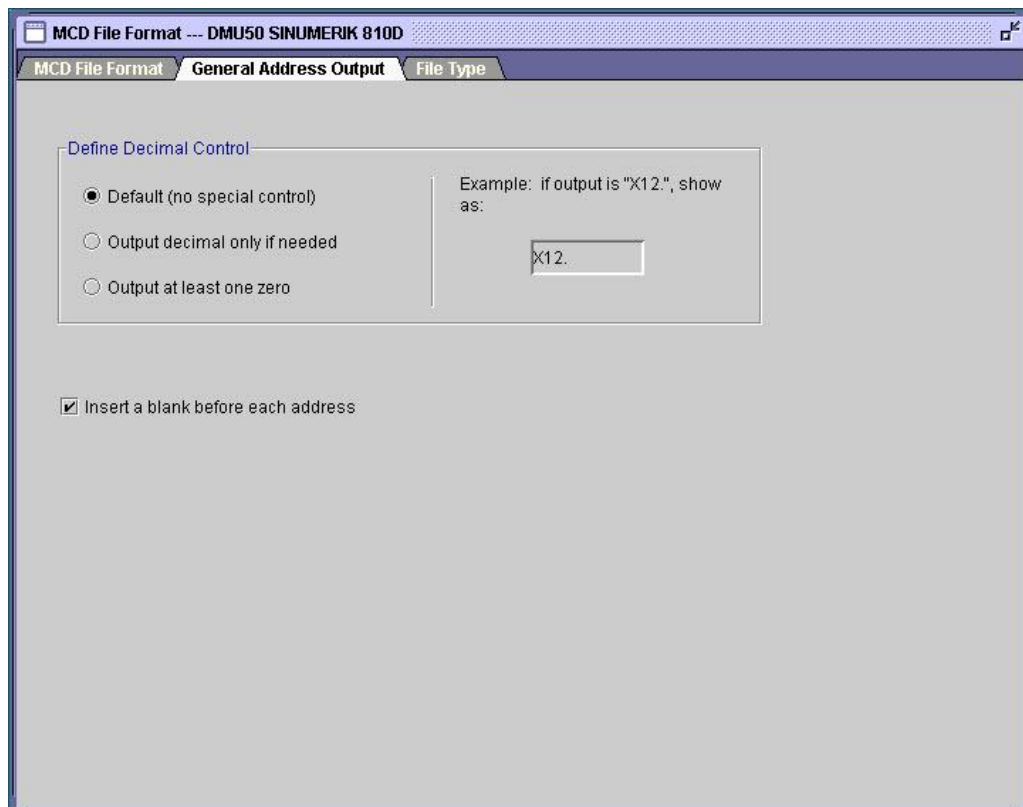 MCD File Format --- DMU50 SINUMERIK 810D
MCD File Format
General Address Output
File Type
Define Decimal Control
Default (no special control)
Output decimal only if needed
Output at least one zero
Example: if output is "X12.", show
as:
X12.
Insert a blank before each address